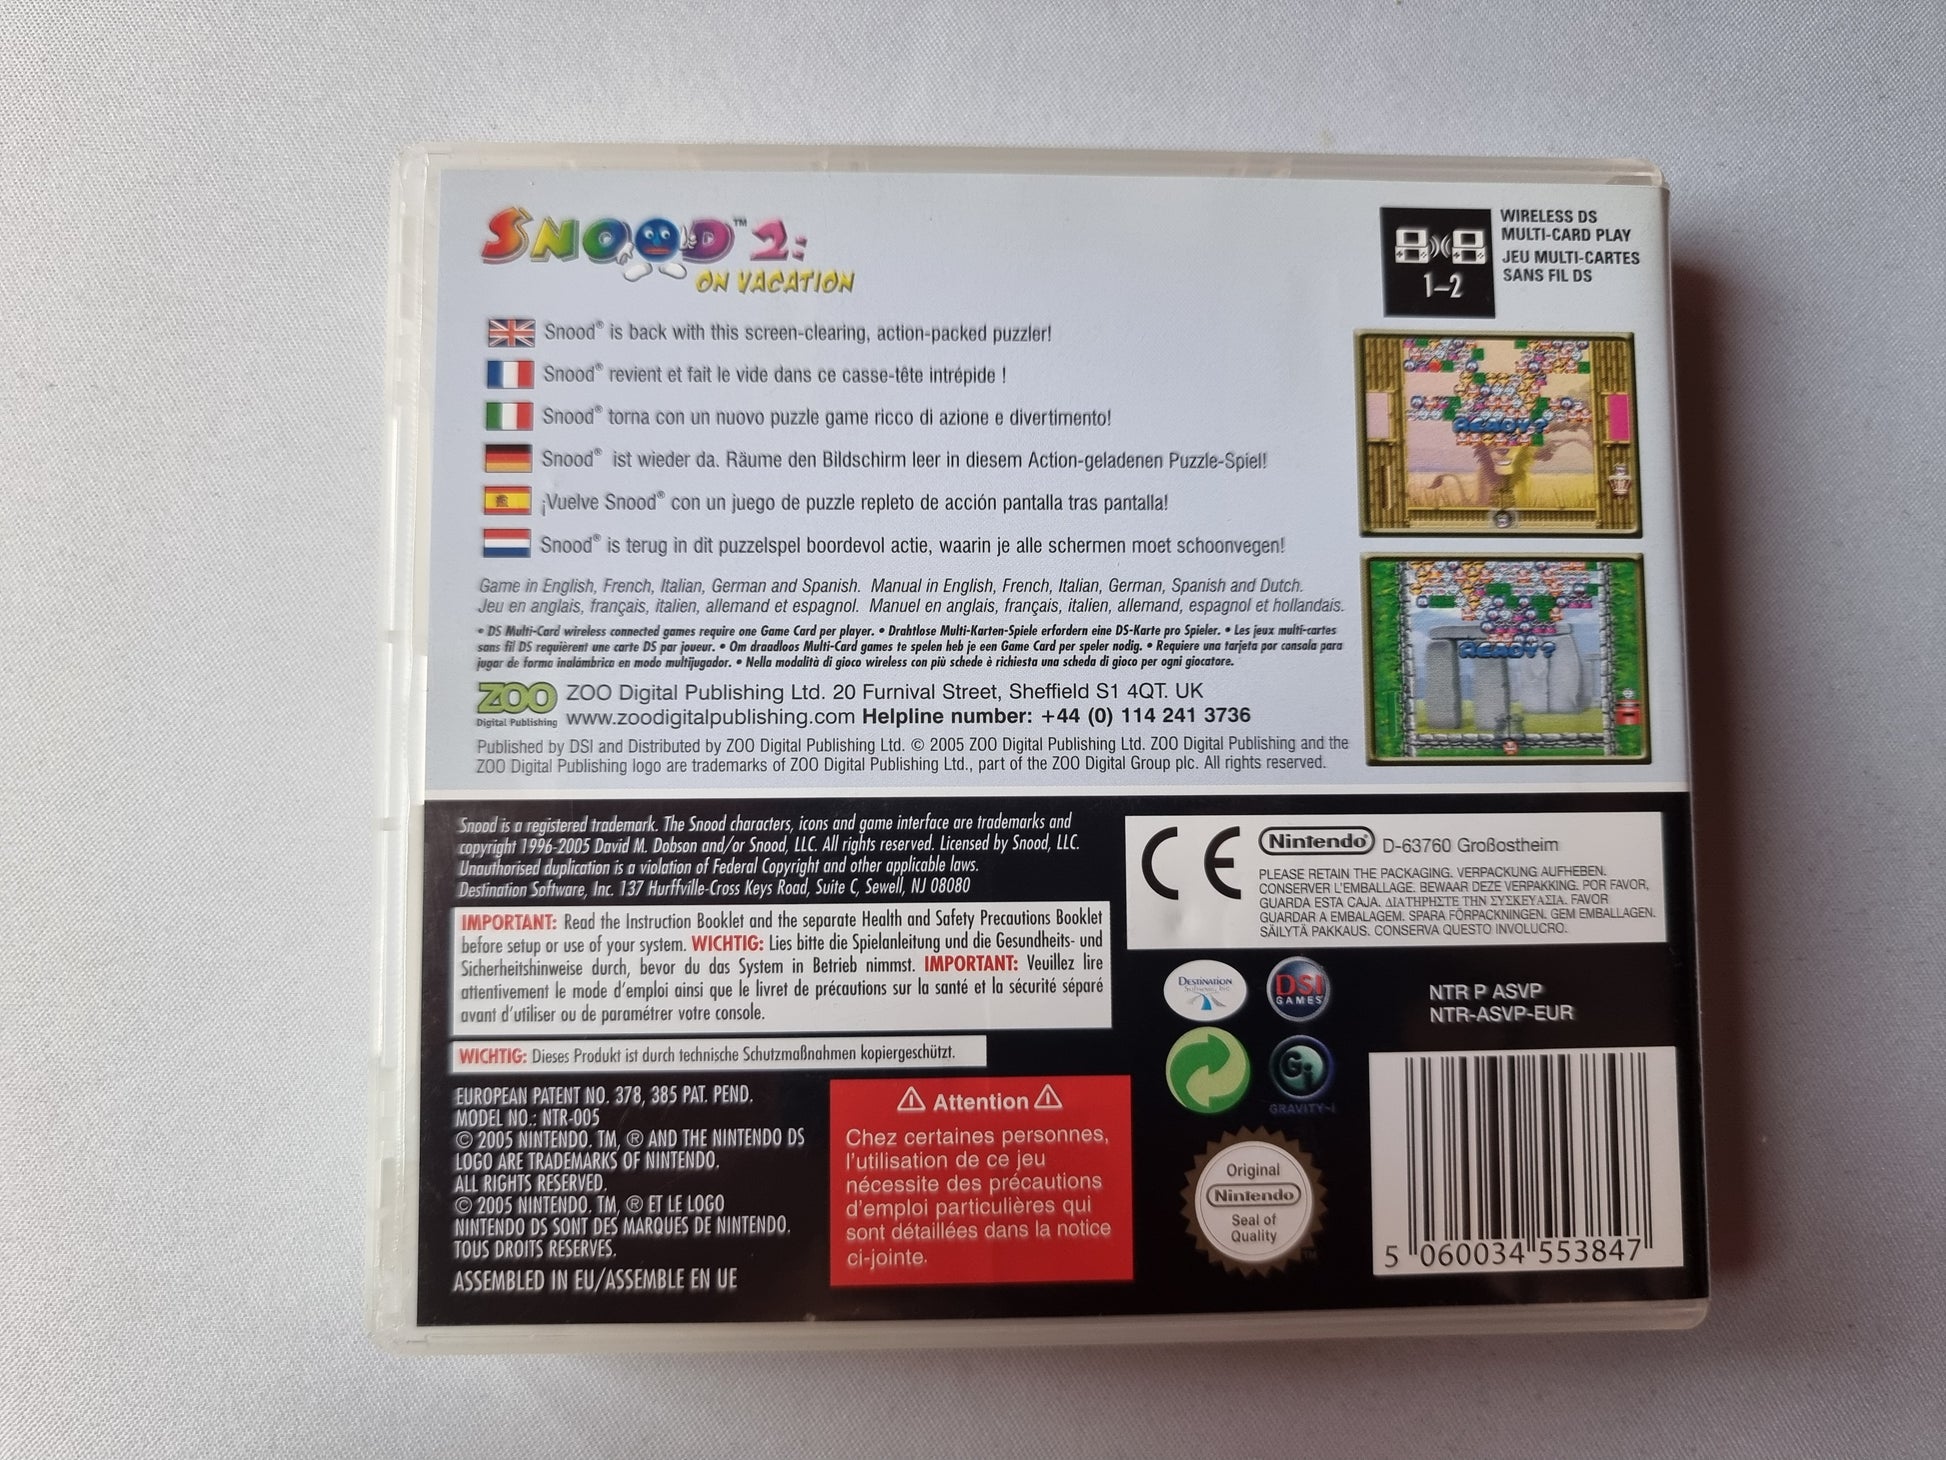 SNOOD™ 2:
ON VACATION
WIRELESS DS
MULTI-CARD PLAY
JEU MULTI-CARTES
SANS FIL DS
1–2
Snood® is back with this screen-clearing, action-packed puzzler!
Snood® revient et fait le vide dans ce casse-tête intrépide !
Snood® torna con un nuovo puzzle game ricco di azione e divertimento!
Snood® ist wieder da. Räume den Bildschirm leer in diesem Action-geladenen Puzzle-Spiel!
¡Vuelve Snood® con un juego de puzzle repleto de acción pantalla tras pantalla!
Snood® is terug in dit puzzelspel boordevol actie, waarin je alle schermen moet schoonvegen!
READY?
READY?
Game in English, French, Italian, German and Spanish. Manual in English, French, Italian, German, Spanish and Dutch.
Jeu en anglais, français, italien, allemand et espagnol. Manuel en anglais, français, italien, allemand, espagnol et hollandais.
• DS Multi-Card wireless connected games require one Game Card per player. • Drahtlose Multi-Karten-Spiele erfordern eine DS-Karte pro Spieler. • Les jeux multi-cartes
sans fil DS requièrent une carte DS par joueur. • Om draadloos Multi-Card games te spelen heb je een Game Card per speler nodig. • Requiere una tarjeta por consola para
jugar de forma inalámbrica en modo multijugador. • Nella modalità di gioco wireless con più schede è richiesta una scheda di gioco per ogni giocatore.
ZOO
Digital Publishing
ZOO Digital Publishing Ltd. 20 Furnival Street, Sheffield S1 4QT. UK
www.zoodigitalpublishing.com Helpline number: +44 (0) 114 241 3736
Published by DSI and Distributed by ZOO Digital Publishing Ltd. © 2005 ZOO Digital Publishing Ltd. ZOO Digital Publishing and the
ZOO Digital Publishing logo are trademarks of ZOO Digital Publishing Ltd., part of the ZOO Digital Group plc. All rights reserved.
Snood is a registered trademark. The Snood characters, icons and game interface are trademarks and
copyright 1996-2005 David M. Dobson and/or Snood, LLC. All rights reserved. Licensed by Snood, LLC.
Unauthorised duplication is a violation of Federal Copyright and other applicable laws.
Destination Software, Inc. 137 Hurffville-Cross Keys Road, Suite C, Sewell, NJ 08080
IMPORTANT: Read the Instruction Booklet and the separate Health and Safety Precautions Booklet
before setup or use of your system. WICHTIG: Lies bitte die Spielanleitung und die Gesundheits- und
Sicherheitshinweise durch, bevor du das System in Betrieb nimmst. IMPORTANT: Veuillez lire
attentivement le mode d'emploi ainsi que le livret de précautions sur la santé et la sécurité séparé
avant d'utiliser ou de paramétrer votre console.
WICHTIG: Dieses Produkt ist durch technische Schutzmaßnahmen kopiergeschützt.
EUROPEAN PATENT NO. 378, 385 PAT. PEND.
MODEL NO.: NTR-005
© 2005 NINTENDO. TM, ® AND THE NINTENDO DS
LOGO ARE TRADEMARKS OF NINTENDO.
ALL RIGHTS RESERVED.
© 2005 NINTENDO. TM, ® ET LE LOGO
NINTENDO DS SONT DES MARQUES DE NINTENDO.
TOUS DROITS RESERVES.
ASSEMBLED IN EU/ASSEMBLE EN UE
⚠ Attention ⚠
Chez certaines personnes,
l'utilisation de ce jeu
nécessite des précautions
d'emploi particulières qui
sont détaillées dans la notice
ci-jointe.
CE
Nintendo® D-63760 Großostheim
PLEASE RETAIN THE PACKAGING. VERPACKUNG AUFHEBEN.
CONSERVER L'EMBALLAGE. BEWAAR DEZE VERPAKKING. POR FAVOR,
GUARDA ESTA CAJA. ΔΙΑΤΗΡΗΣΤΕ ΤΗΝ ΣΥΣΚΕΥΑΣΙΑ. FAVOR
GUARDAR A EMBALAGEM. SPARA FÖRPACKNINGEN. GEM EMBALLAGEN.
SÄILYTÄ PAKKAUS. CONSERVA QUESTO INVOLUCRO.
DESTINATION
Software, Inc.
DSI
GAMES
Gi
GRAVITY-i
Original
Nintendo®
Seal of
Quality
TM
NTR P ASVP
NTR-ASVP-EUR
5 060034 553847